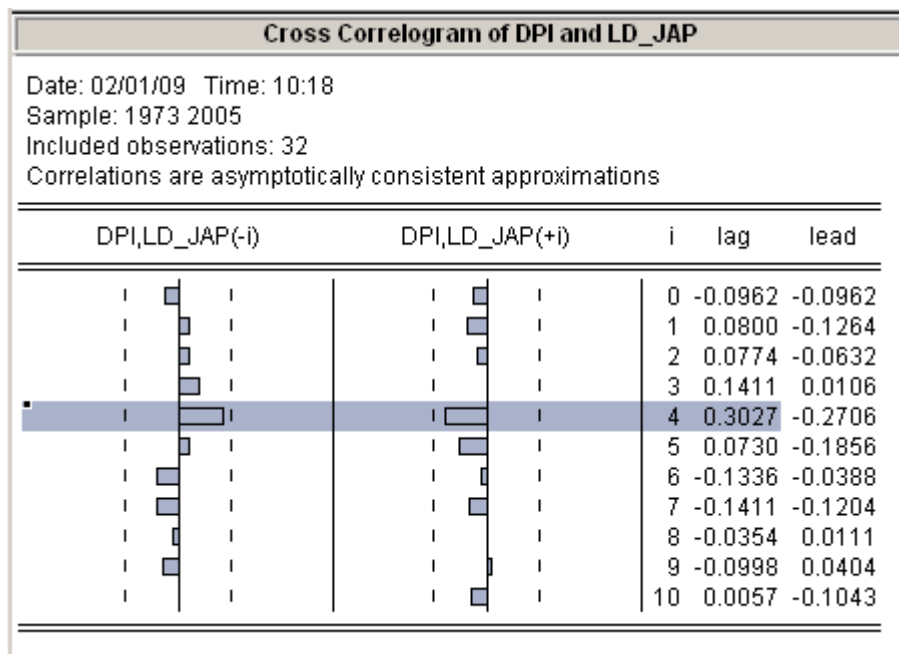 Cross Correlogram of DPI and LD_JAP
Date: 02/01/09 Time: 10:18
Sample: 1973 2005
Included observations: 32
Correlations are asymptotically consistent approximations
DPI,LD_JAP(-i) DPI,LD_JAP(+i) i lag lead
0 -0.0962 -0.0962
1 0.0800 -0.1264
2 0.0774 -0.0632
3 0.1411 0.0106
4 0.3027 -0.2706
5 0.0730 -0.1856
6 -0.1336 -0.0388
7 -0.1411 -0.1204
8 -0.0354 0.0111
9 -0.0998 0.0404
10 0.0057 -0.1043